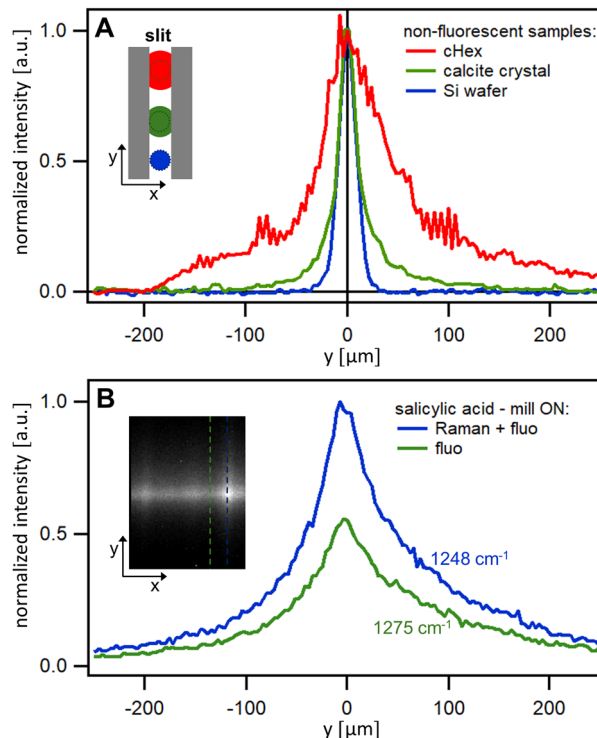 A
slit
y
x
non-fluorescent samples:
cHex
calcite crystal
Si wafer
normalized intensity [a.u.]
1.0
0.5
0.0
-200 -100 0 100 200
y [µm]
B
y
x
salicylic acid - mill ON:
Raman + fluo
fluo
1248 cm⁻¹
1275 cm⁻¹
normalized intensity [a.u.]
1.0
0.5
0.0
-200 -100 0 100 200
y [µm]